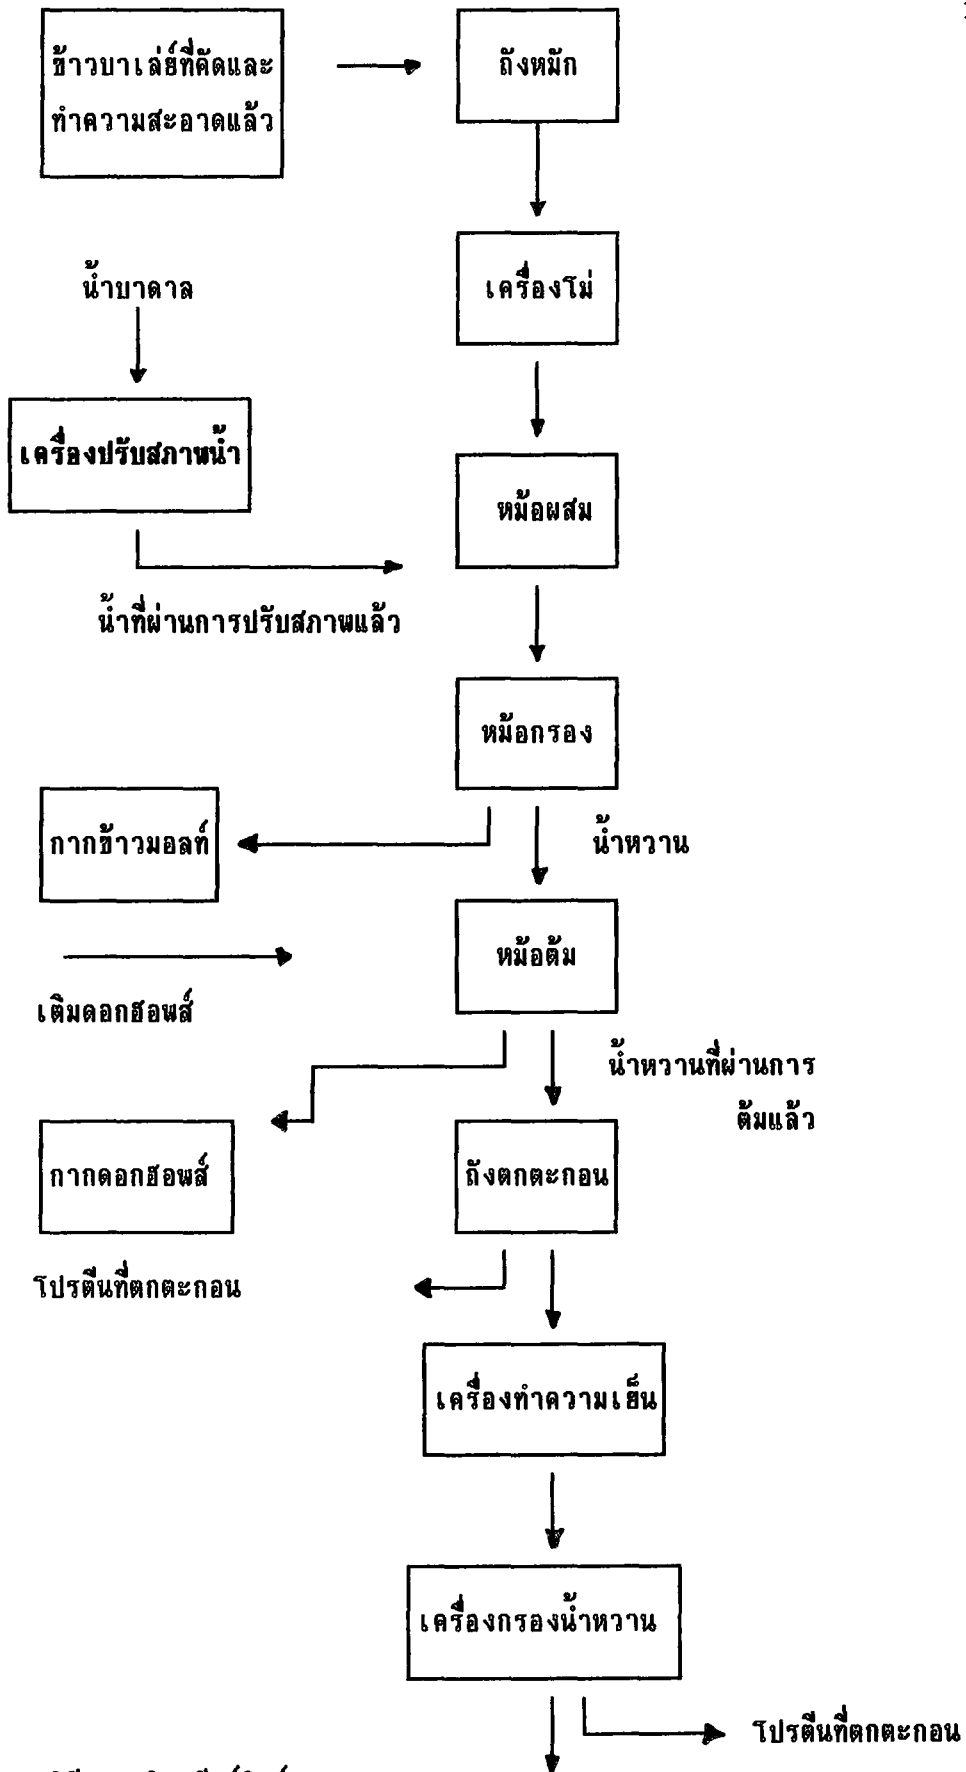 ข้าวบาเล่ย์ที่คัดและ
ทำความสะอาดแล้ว
ถังหมัก
เครื่องโม่
น้ำบาดาล
เครื่องปรับสภาพน้ำ
หม้อผสม
น้ำที่ผ่านการปรับสภาพแล้ว
หม้อกรอง
กากข้าวมอลท์
น้ำหวาน
หม้อต้ม
เติมดอกฮอพส์
น้ำหวานที่ผ่านการ
ต้มแล้ว
กากดอกฮอพส์
ถังตกตะกอน
โปรตีนที่ตกตะกอน
เครื่องทำความเย็น
เครื่องกรองน้ำหวาน
โปรตีนที่ตกตะกอน